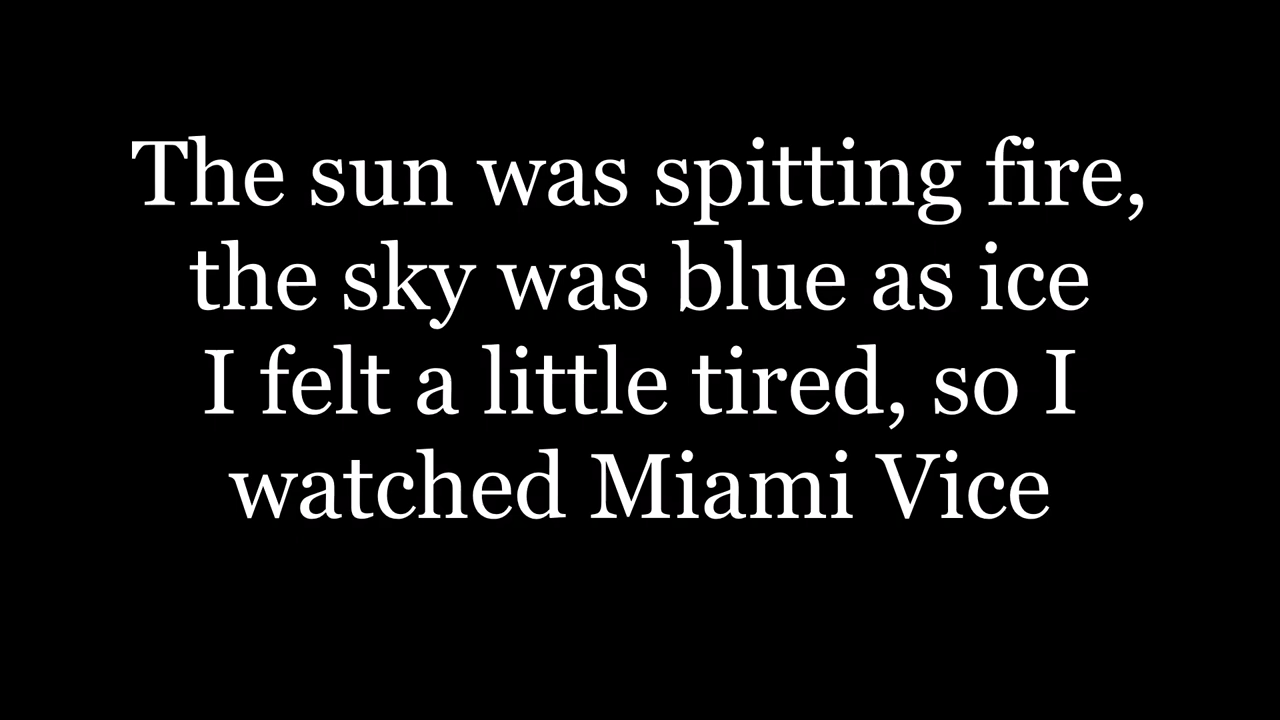 The sun was spitting fire,
the sky was blue as ice
I felt a little tired, so I
watched Miami Vice